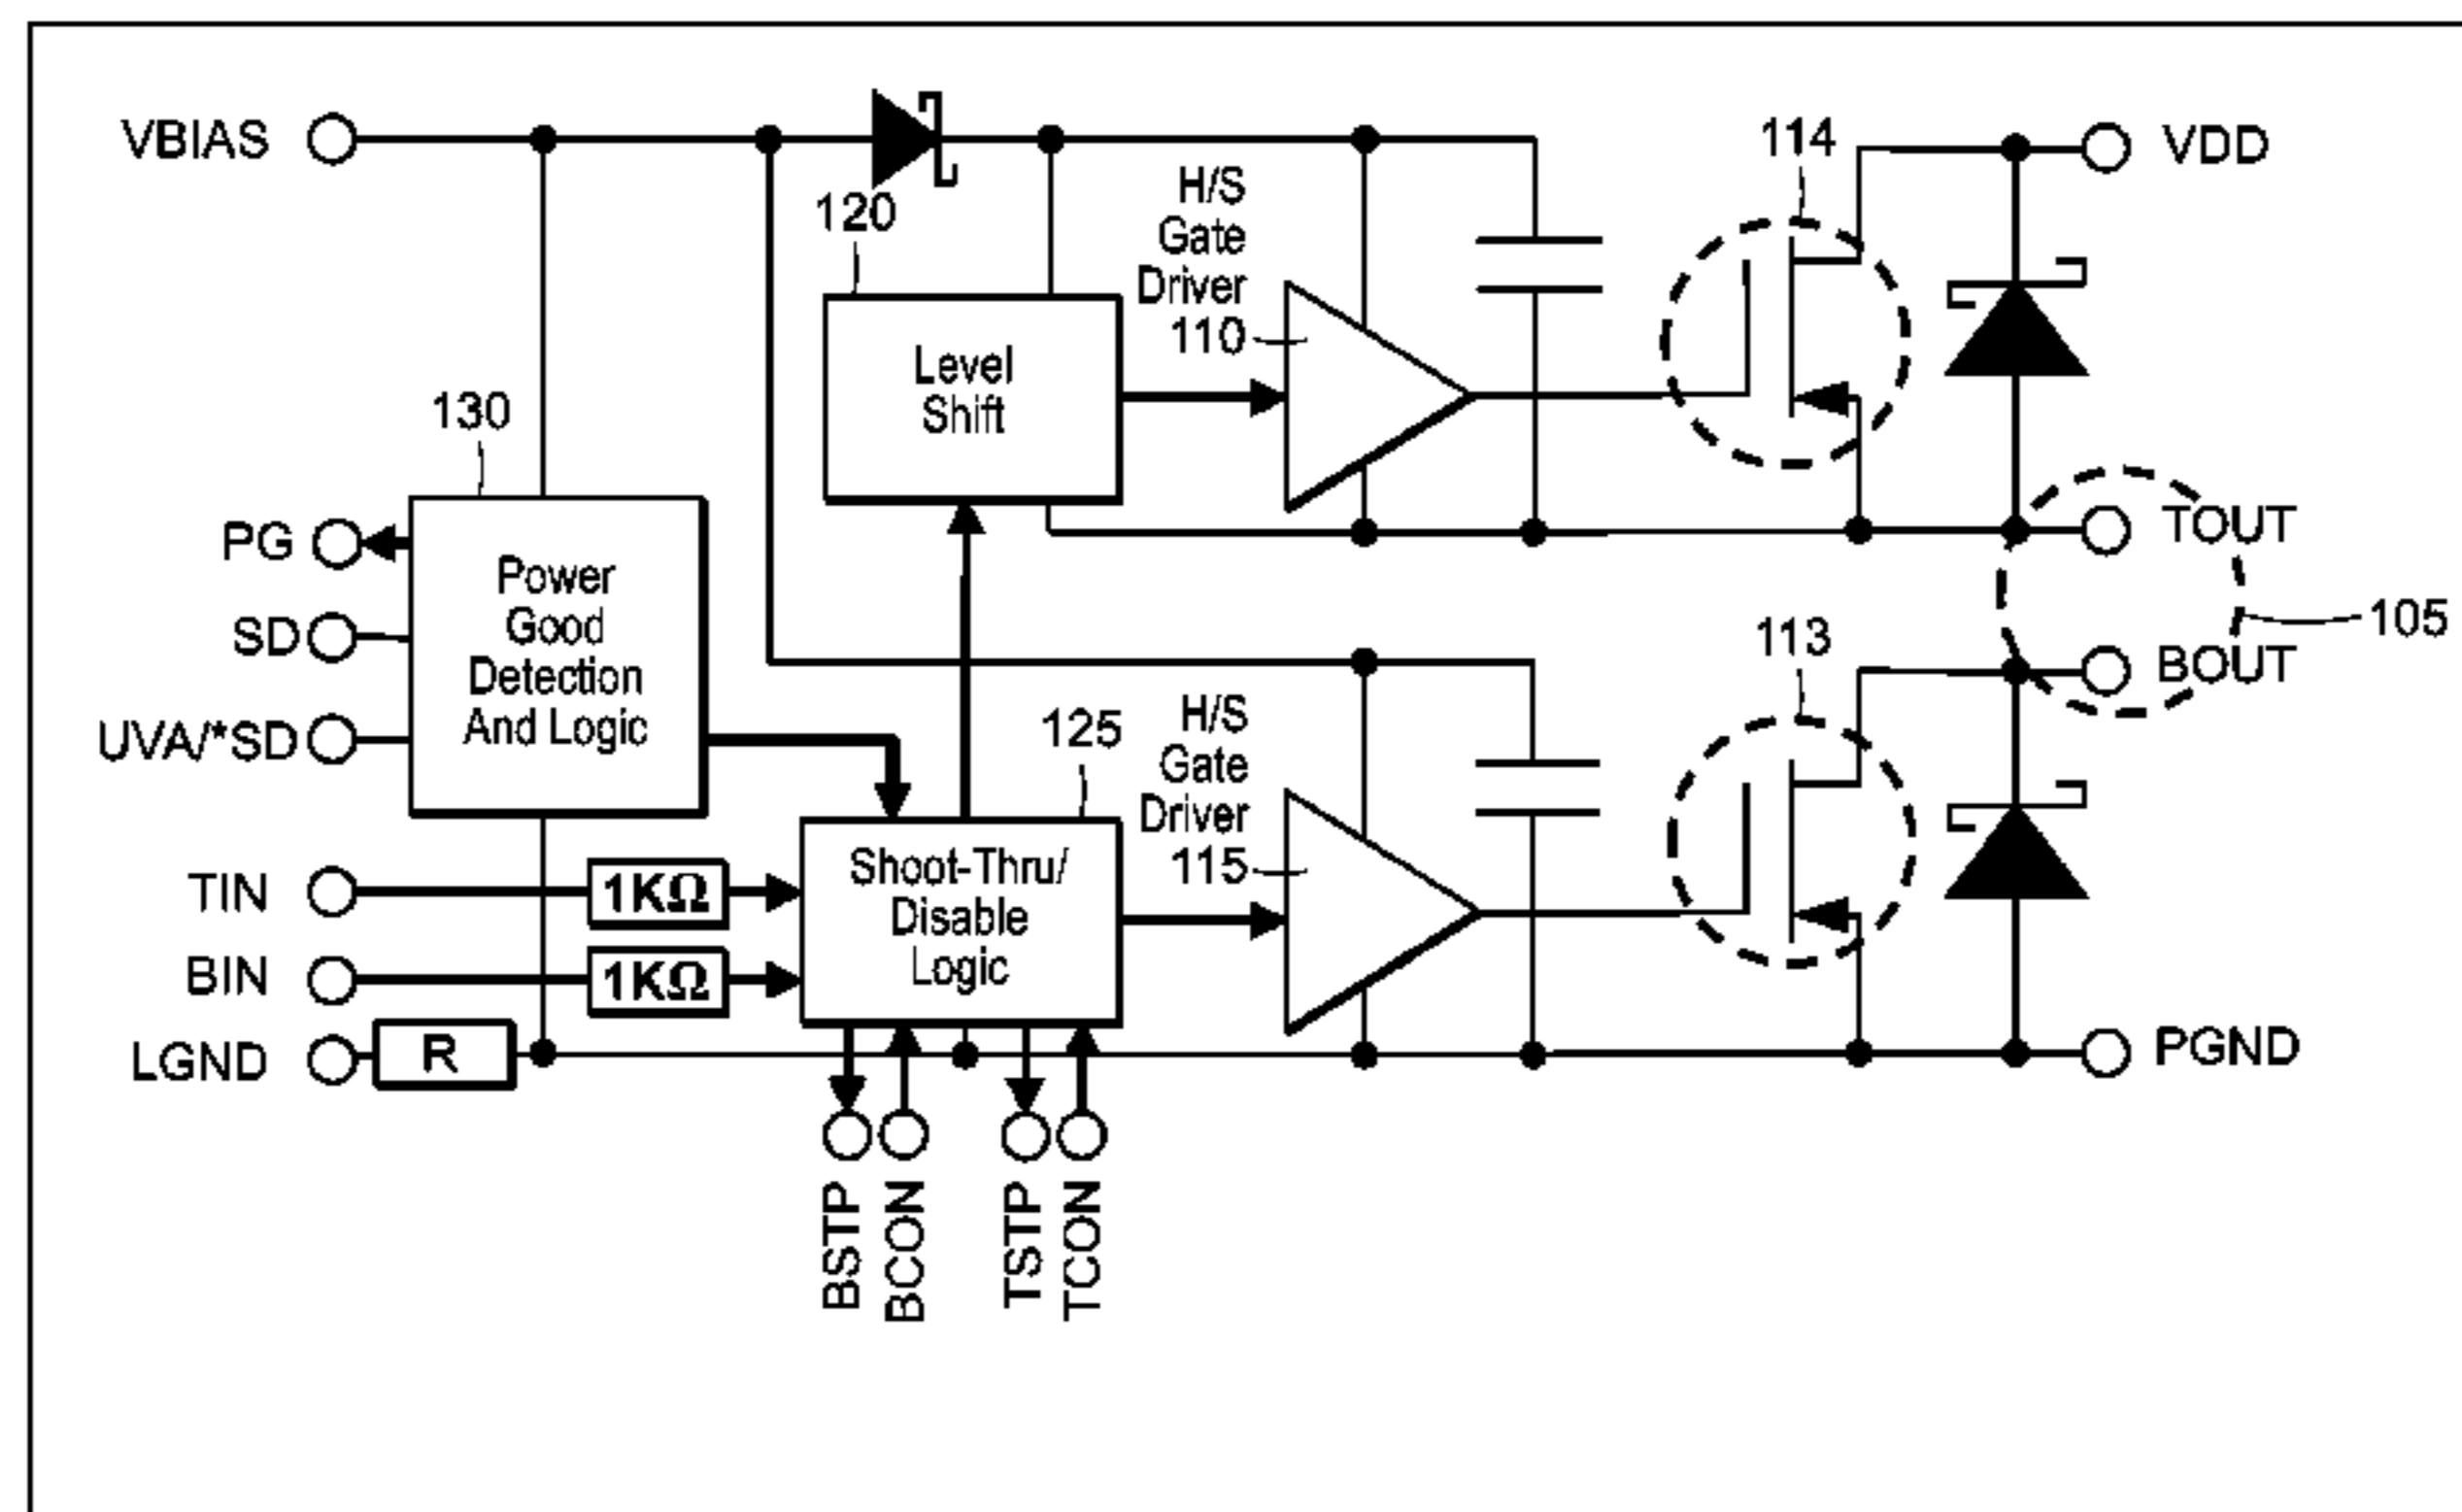 VBIAS
120
H/S
Gate
Driver
110
114
VDD
Level
Shift
130
PG
SD
UVA/*SD
Power
Good
Detection
And Logic
TOUT
105
BOUT
113
125
H/S
Gate
Driver
115
TIN
1KΩ
BIN
1KΩ
Shoot-Thru/
Disable
Logic
LGND
R
PGND
BSTP
BCON
TSTP
TCON